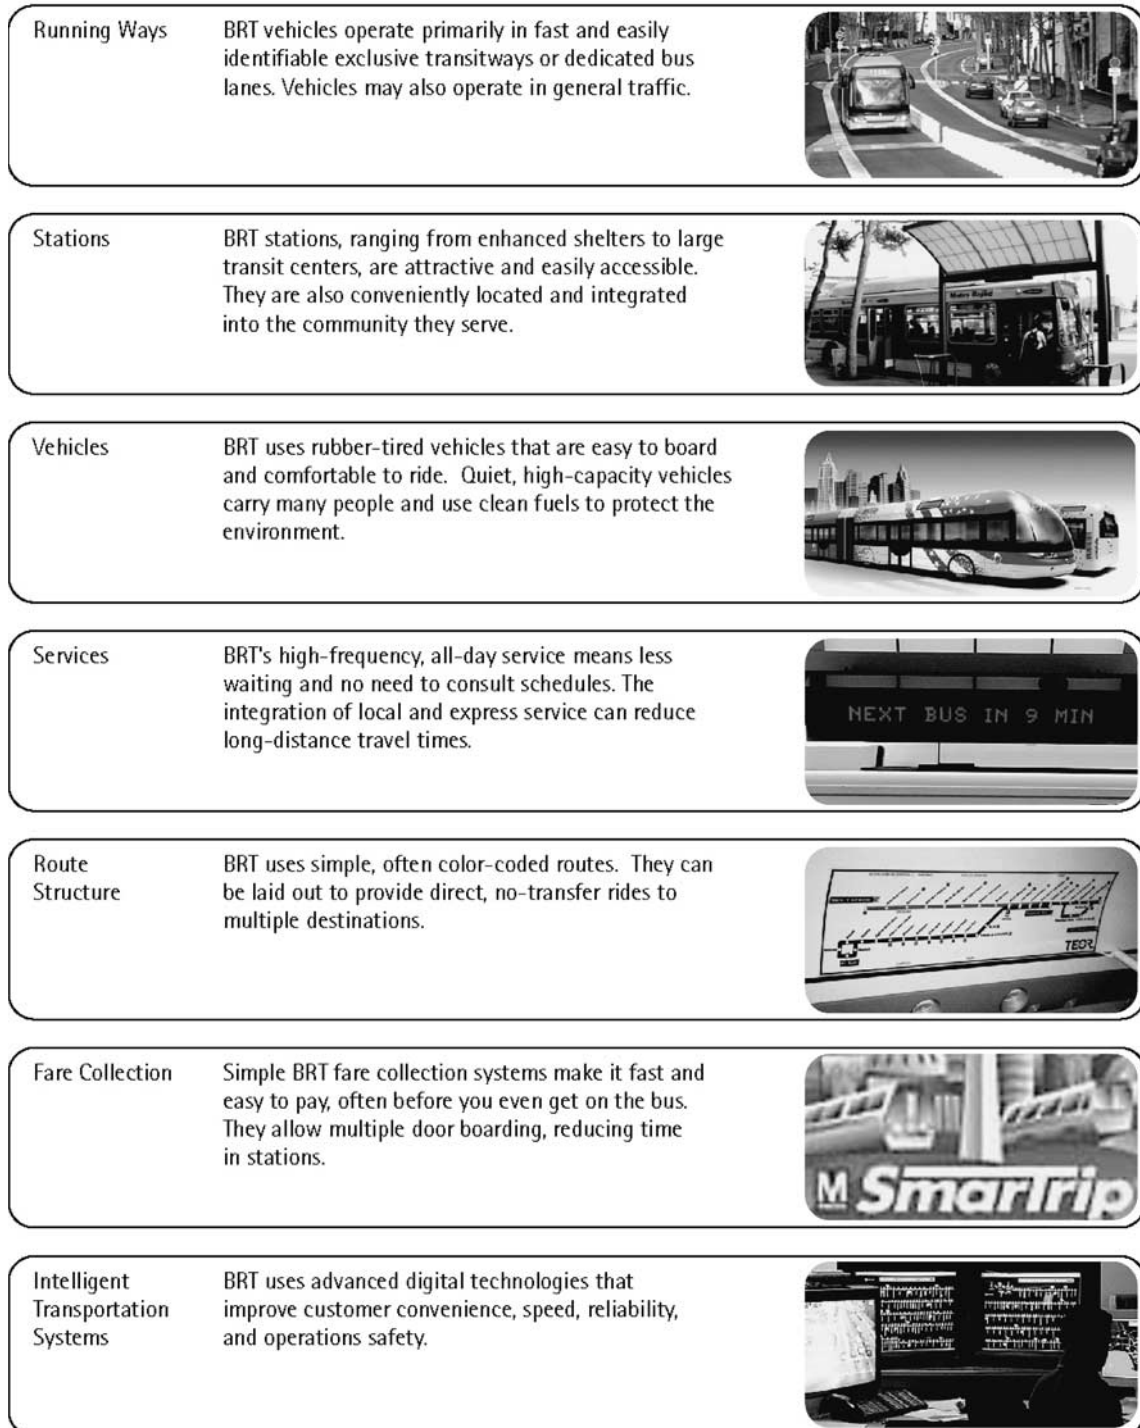 Running Ways
BRT vehicles operate primarily in fast and easily
identifiable exclusive transitways or dedicated bus
lanes. Vehicles may also operate in general traffic.
Stations
BRT stations, ranging from enhanced shelters to large
transit centers, are attractive and easily accessible.
They are also conveniently located and integrated
into the community they serve.
Metro Rapid
Vehicles
BRT uses rubber-tired vehicles that are easy to board
and comfortable to ride.  Quiet, high-capacity vehicles
carry many people and use clean fuels to protect the
environment.
Services
BRT's high-frequency, all-day service means less
waiting and no need to consult schedules. The
integration of local and express service can reduce
long-distance travel times.
NEXT BUS IN 9 MIN
Route
Structure
BRT uses simple, often color-coded routes.  They can
be laid out to provide direct, no-transfer rides to
multiple destinations.
TEOR
Fare Collection
Simple BRT fare collection systems make it fast and
easy to pay, often before you even get on the bus.
They allow multiple door boarding, reducing time
in stations.
M SmarTrip
Intelligent
Transportation
Systems
BRT uses advanced digital technologies that
improve customer convenience, speed, reliability,
and operations safety.